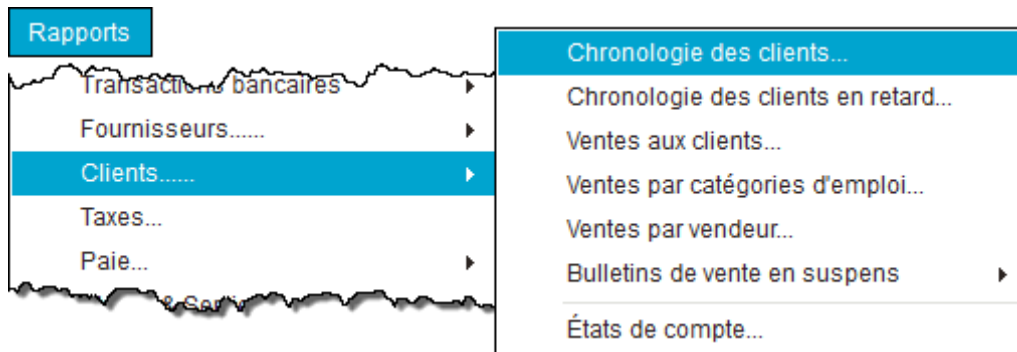 Rapports
Transactions bancaires
Fournisseurs......
Clients......
Taxes...
Paie...
Chronologie des clients...
Chronologie des clients en retard...
Ventes aux clients...
Ventes par catégories d'emploi...
Ventes par vendeur...
Bulletins de vente en suspens
États de compte...